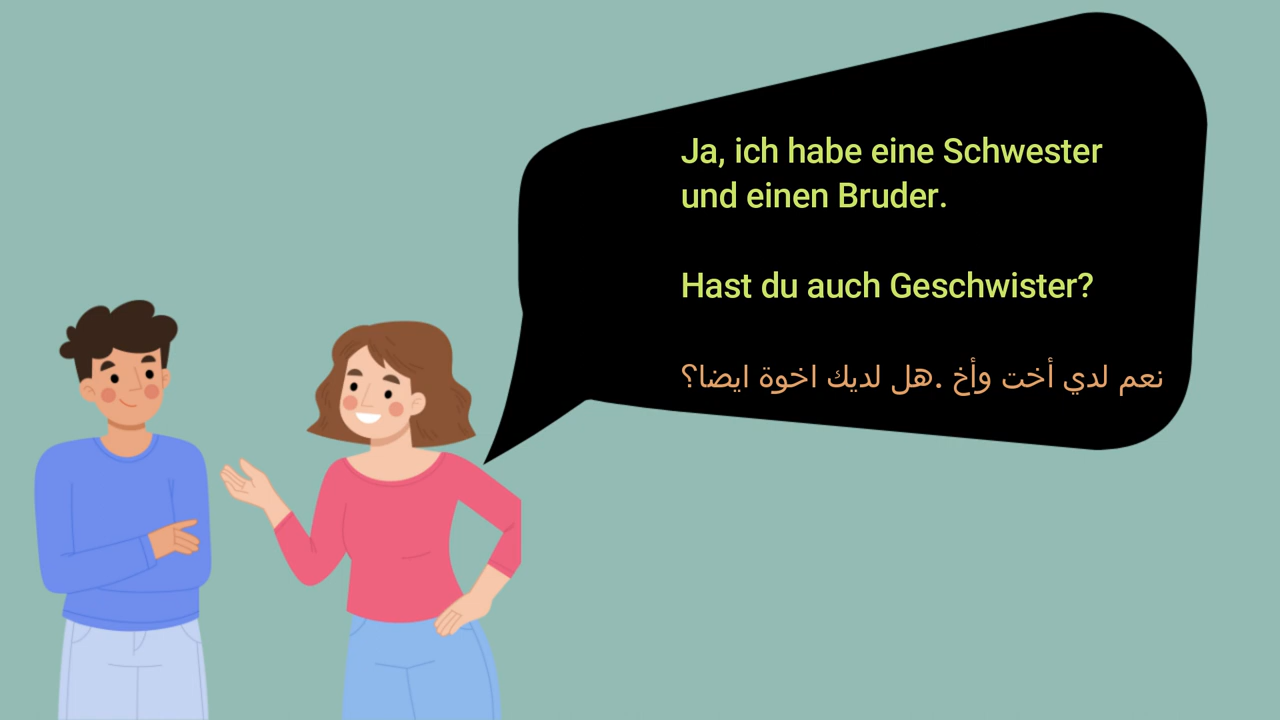 Ja, ich habe eine Schwester
und einen Bruder.
Hast du auch Geschwister?
نعم لدي أخت وأخ .هل لديك اخوة ايضا؟